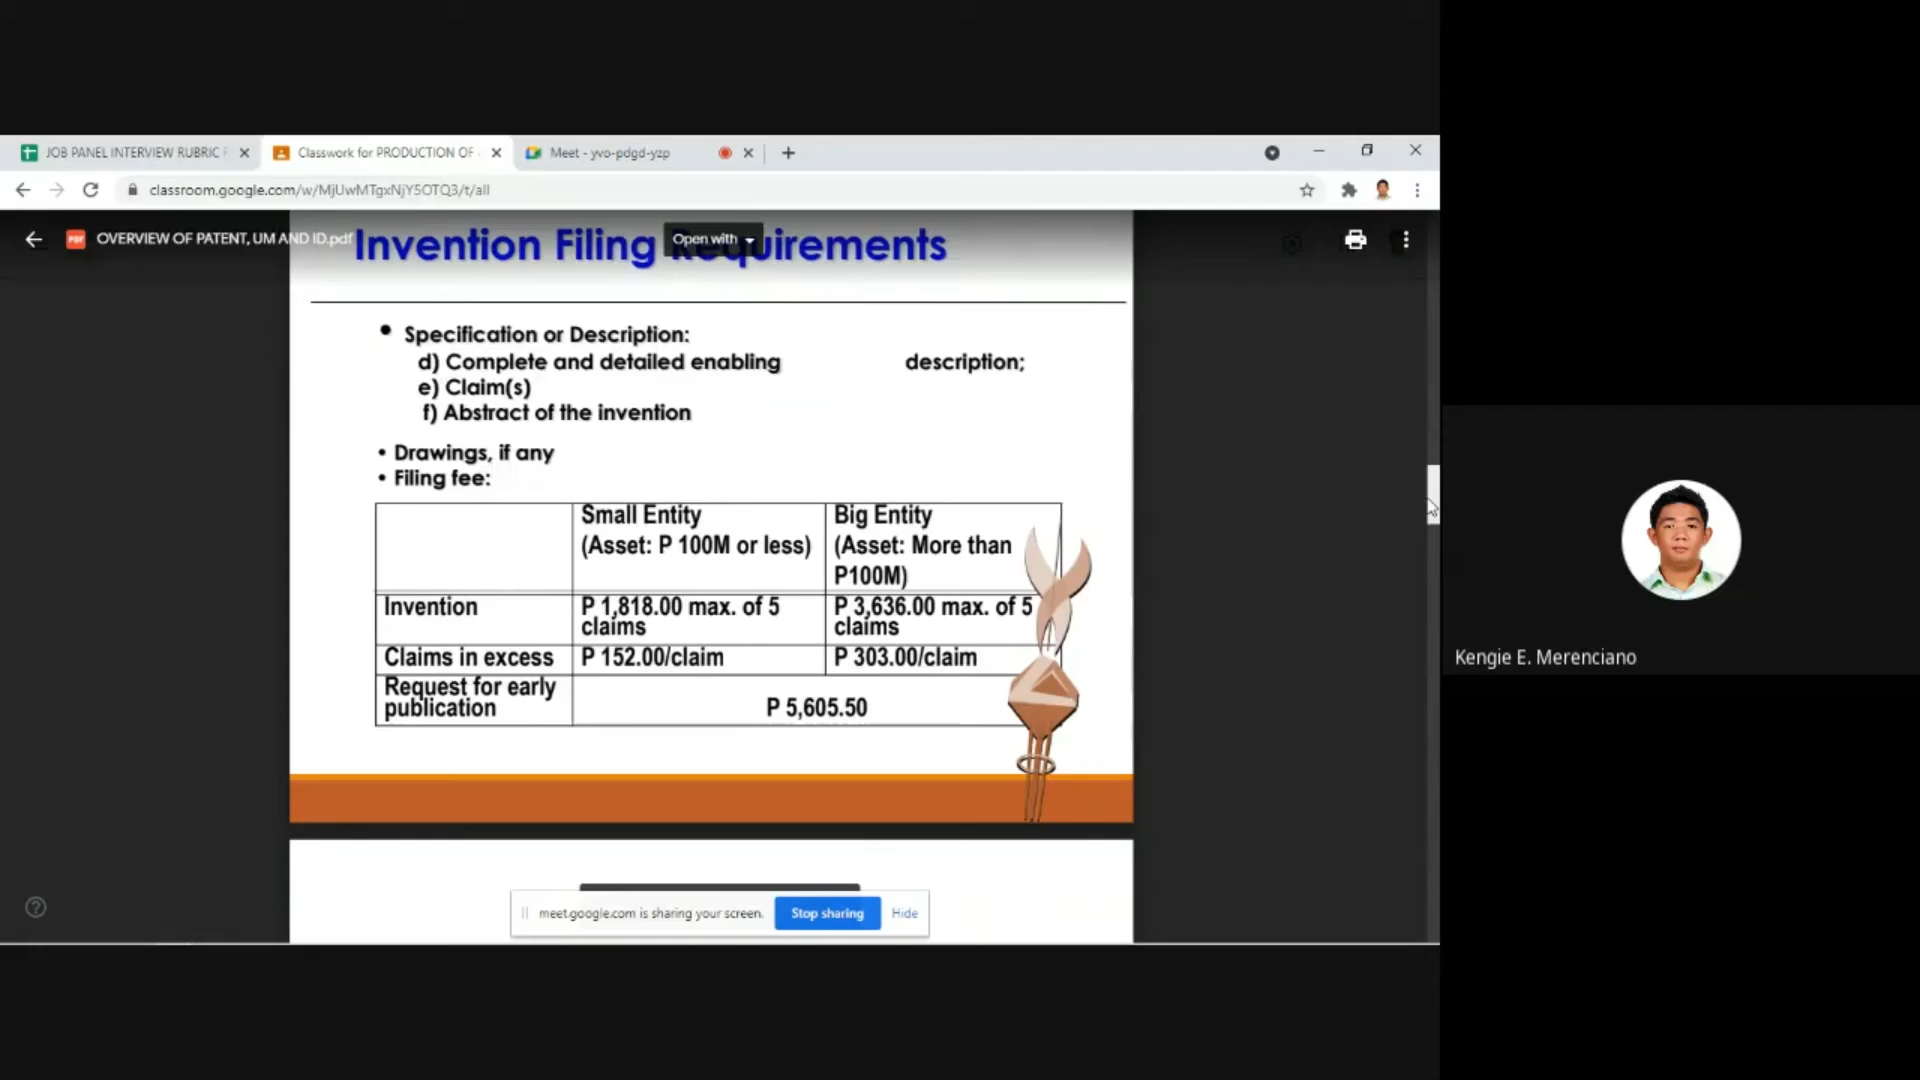 JOB PANEL INTERVIEW RUBRIC
Classwork for PRODUCTION OF
Meet - yvo-pdgd-yzp
classroom.google.com/w/MjUwMTgxNjY5OTQ3/t/all
PDF
OVERVIEW OF PATENT, UM AND ID.pdf
Open with
Invention Filing Requirements
• Specification or Description:
d) Complete and detailed enabling description;
e) Claim(s)
f) Abstract of the invention
• Drawings, if any
• Filing fee:
Small Entity
(Asset: P 100M or less)
Big Entity
(Asset: More than
P100M)
Invention
P 1,818.00 max. of 5
claims
P 3,636.00 max. of 5
claims
Claims in excess
P 152.00/claim
P 303.00/claim
Request for early
publication
P 5,605.50
meet.google.com is sharing your screen.
Stop sharing
Hide
Kengie E. Merenciano